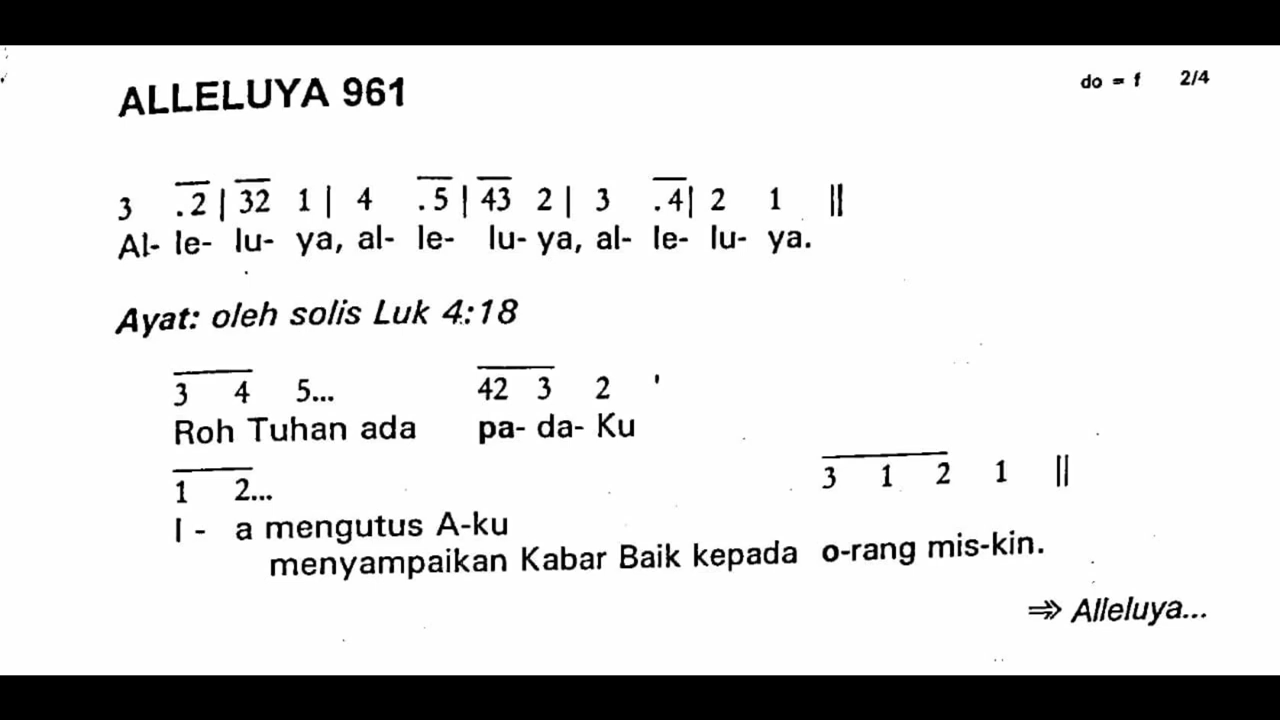 ALLELUYA 961
do = f 2/4
3 .2 | 32 1 | 4 .5 | 43 2 | 3 .4 | 2 1 ||
Al- le- lu- ya, al- le- lu- ya, al- le- lu- ya.
Ayat: oleh solis Luk 4:18
3 4 5... 42 3 2 '
Roh Tuhan ada pa- da- Ku
1 2... 3 1 2 1 ||
I - a mengutus A-ku
menyampaikan Kabar Baik kepada o-rang mis-kin.
⇒ Alleluya...